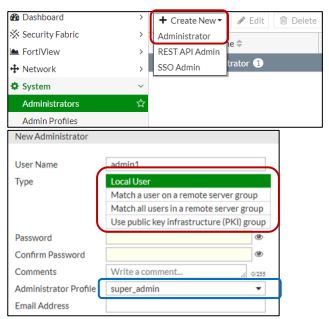 Dashboard
Security Fabric
FortiView
Network
System
Administrators
Admin Profiles
+ Create New Edit Delete
Administrator
REST API Admin
SSO Admin
1
New Administrator
User Name admin1
Type Local User
Match a user on a remote server group
Match all users in a remote server group
Use public key infrastructure (PKI) group
Password
Confirm Password
Comments Write a comment... 0/255
Administrator Profile super_admin
Email Address